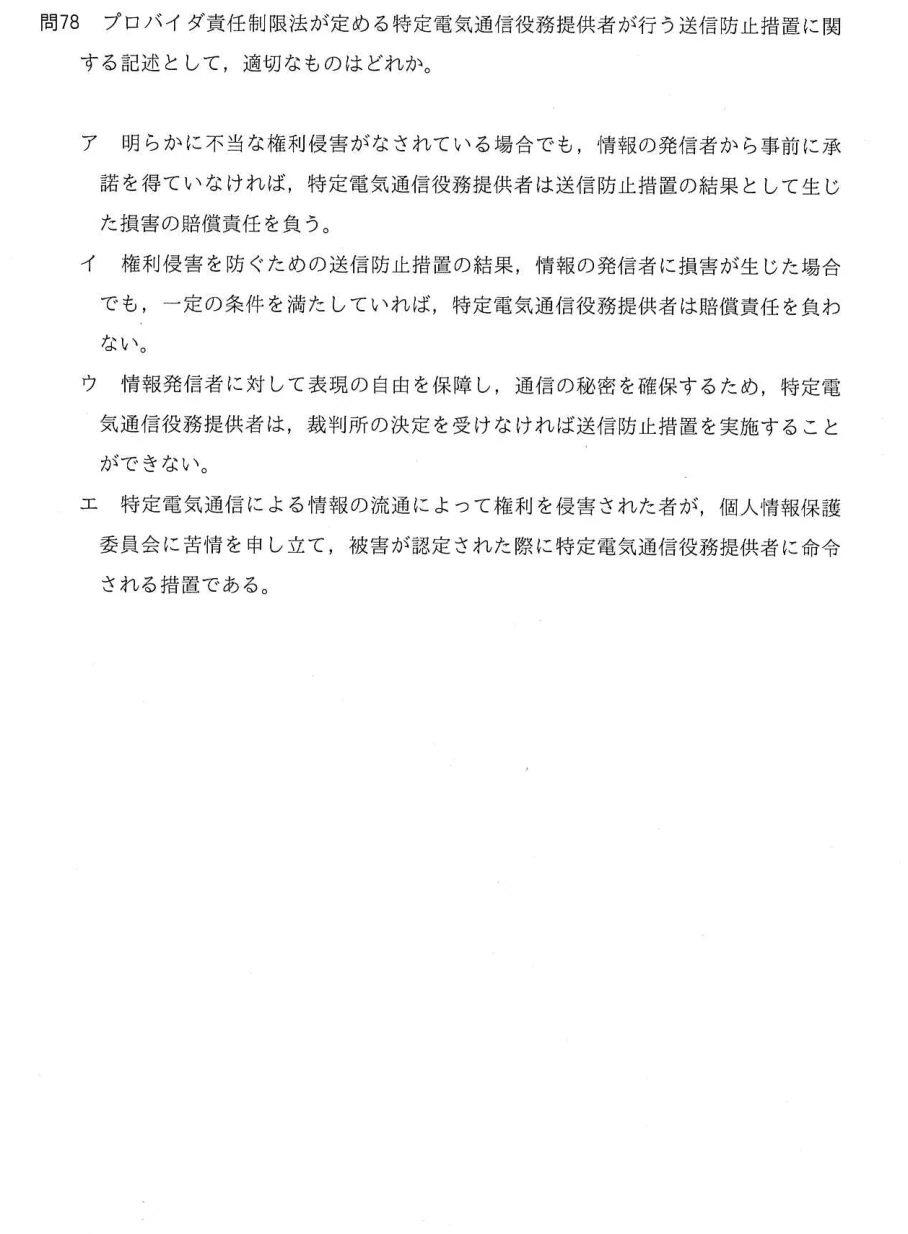 問78 プロバイダ責任制限法が定める特定電気通信役務提供者が行う送信防止措置に関
する記述として，適切なものはどれか。
ア 明らかに不当な権利侵害がなされている場合でも，情報の発信者から事前に承
諾を得ていなければ，特定電気通信役務提供者は送信防止措置の結果として生じ
た損害の賠償責任を負う。
イ 権利侵害を防ぐための送信防止措置の結果，情報の発信者に損害が生じた場合
でも，一定の条件を満たしていれば，特定電気通信役務提供者は賠償責任を負わ
ない。
ウ 情報発信者に対して表現の自由を保障し，通信の秘密を確保するため，特定電
気通信役務提供者は，裁判所の決定を受けなければ送信防止措置を実施すること
ができない。
エ 特定電気通信による情報の流通によって権利を侵害された者が，個人情報保護
委員会に苦情を申し立て，被害が認定された際に特定電気通信役務提供者に命令
される措置である。